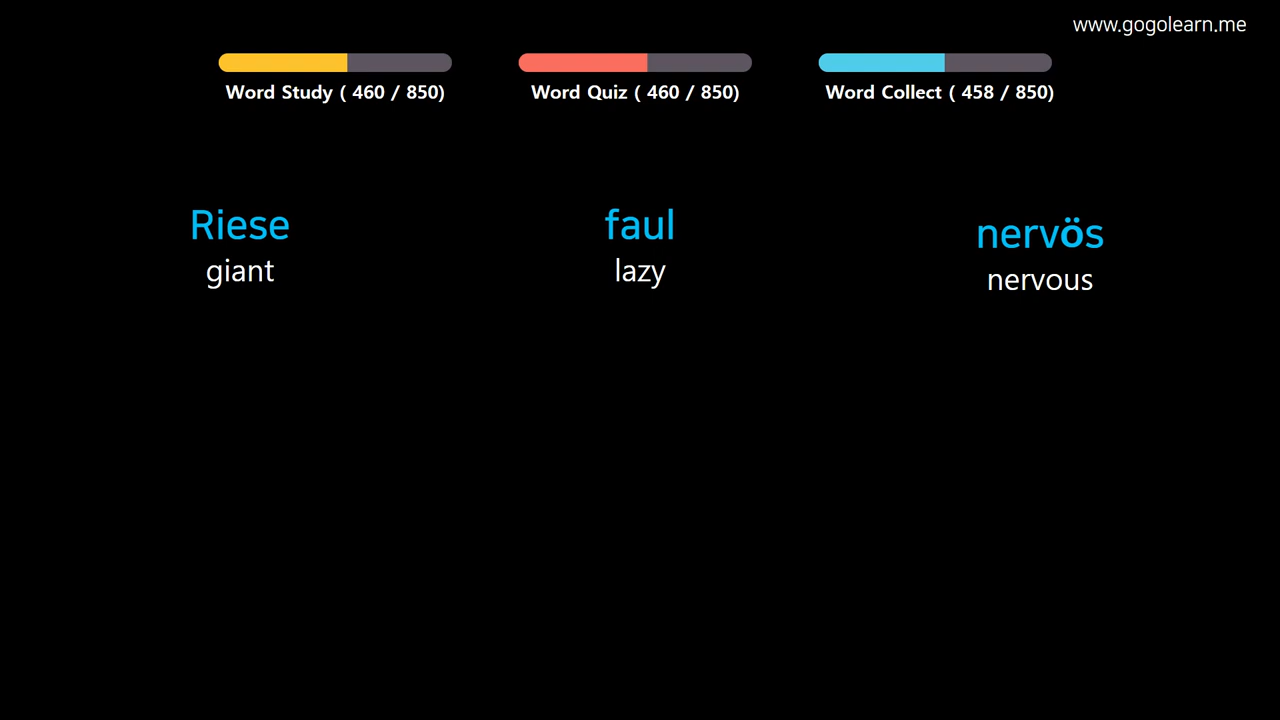 www.gogolearn.me
Word Study ( 460 / 850)
Word Quiz ( 460 / 850)
Word Collect ( 458 / 850)
Riese
giant
faul
lazy
nervös
nervous